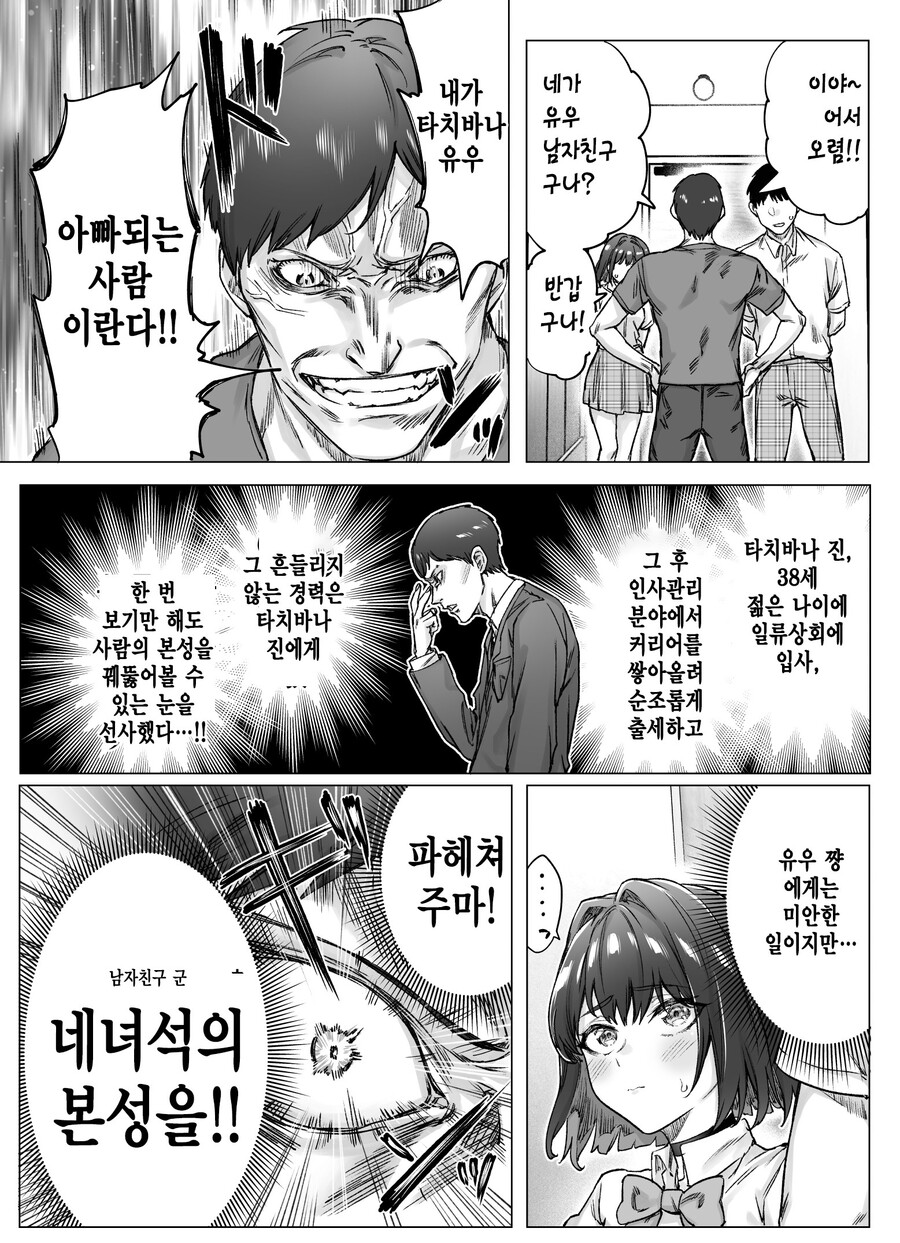 이야~
어서
오렴!!
네가
유우
남자친구
구나?
반갑
구나!
내가
타치바나
유우
아빠되는
사람
이란다!!
ドドン
타치바나 진,
38세
젊은 나이에
일류상회에
입사,
그 후
인사관리
분야에서
커리어를
쌓아올려
순조롭게
출세하고
그 흔들리지
않는 경력은
타치바나
진에게
한 번
보기만 해도
사람의 본성을
꿰뚫어볼 수
있는 눈을
선사했다…!!
유우 쨩
에게는
미안한
일이지만…
....
파헤쳐
주마!
남자친구 군
네녀석의
본성을!!
ギンッ